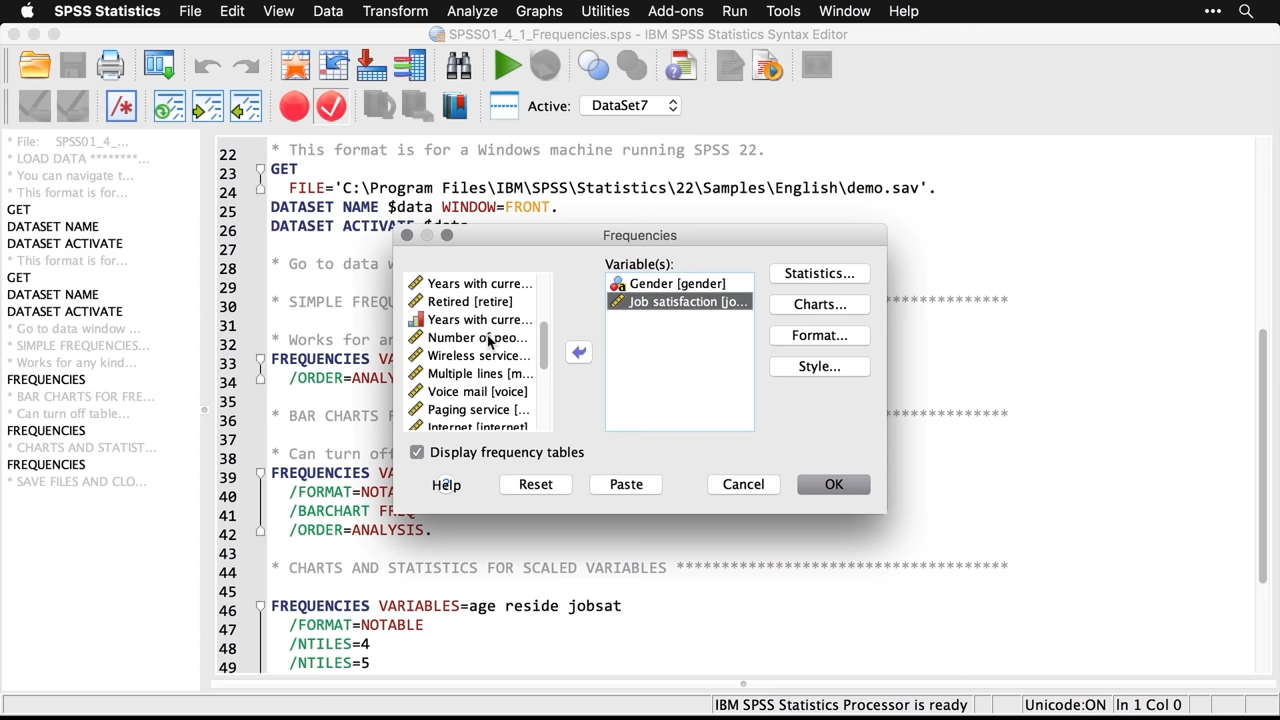 SPSS Statistics File Edit View Data Transform Analyze Graphs Utilities Add-ons Run Tools Window Help
SPSS01_4_1_Frequencies.sps - IBM SPSS Statistics Syntax Editor
Active: DataSet7
* File: SPSS01_4_...
* LOAD DATA ********...
* You can navigate t...
* This format is for...
GET
DATASET NAME
DATASET ACTIVATE
* This format is fo...
GET
DATASET NAME
DATASET ACTIVATE
* Go to data window ...
* SIMPLE FREQUENCIES...
* Works for any kind...
FREQUENCIES
* BAR CHARTS FOR FRE...
* Can turn off table...
FREQUENCIES
* CHARTS AND STATIST...
FREQUENCIES
* SAVE FILES AND CLO...
22 * This format is for a Windows machine running SPSS 22.
23 GET
24 FILE='C:\Program Files\IBM\SPSS\Statistics\22\Samples\English\demo.sav'.
25 DATASET NAME $data WINDOW=FRONT.
26 DATASET ACTIVATE
27
28 * Go to data w
29
30 * SIMPLE FREQU ************
31
32 * Works for an
33 FREQUENCIES VA
34 /ORDER=ANALY
35
36 * BAR CHARTS F ************
37
38 * Can turn off
39 FREQUENCIES VA
40 /FORMAT=NOTA
41 /BARCHART FREQ
42 /ORDER=ANALYSIS.
43
44 * CHARTS AND STATISTICS FOR SCALED VARIABLES *********************************
45
46 FREQUENCIES VARIABLES=age reside jobsat
47 /FORMAT=NOTABLE
48 /NTILES=4
49 /NTILES=5
Frequencies
Years with curre...
Retired [retire]
Years with curre...
Number of peo...
Wireless service...
Multiple lines [m...
Voice mail [voice]
Paging service [...
Internet [internet]
Variable(s):
Gender [gender]
Job satisfaction [jo...
Statistics...
Charts...
Format...
Style...
Display frequency tables
Help Reset Paste Cancel OK
IBM SPSS Statistics Processor is ready Unicode:ON In 1 Col 0